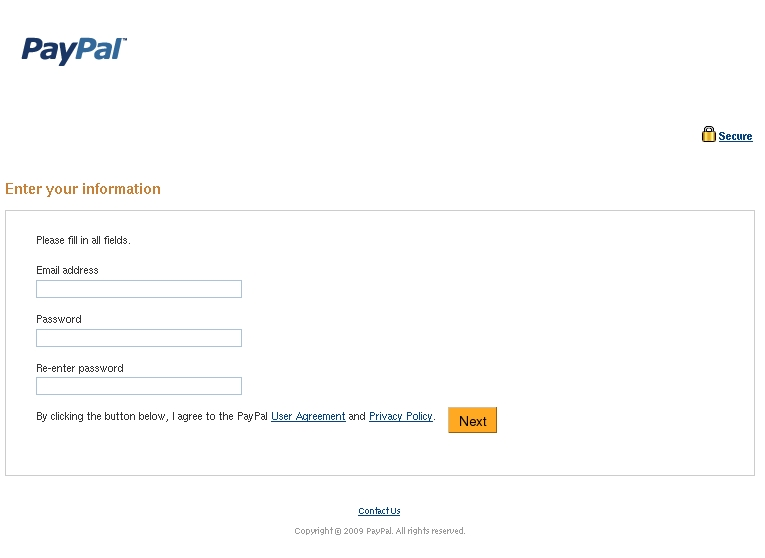 PayPal™
Secure
Enter your information
Please fill in all fields.
Email address
Password
Re-enter password
By clicking the button below, I agree to the PayPal User Agreement and Privacy Policy. Next
Contact Us
Copyright © 2009 PayPal. All rights reserved.